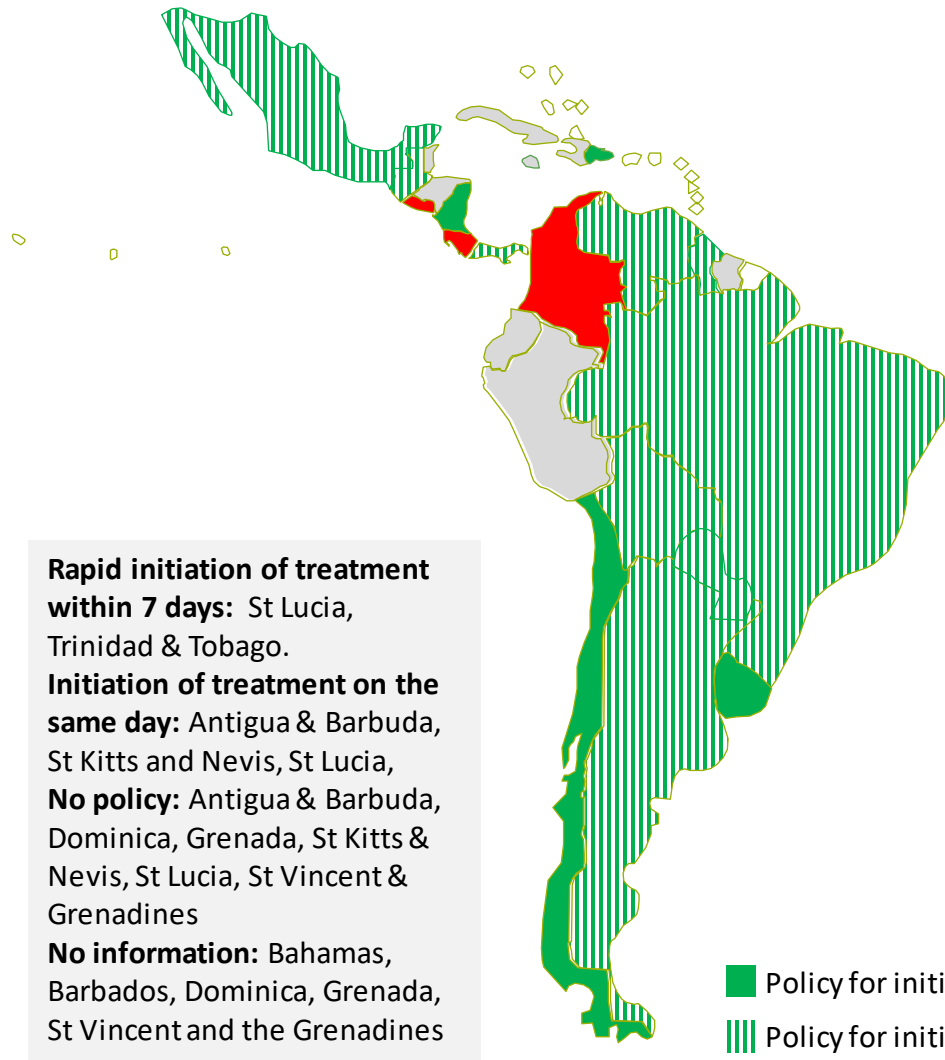 Rapid initiation of treatment
within 7 days: St Lucia,
Trinidad & Tobago.
Initiation of treatment on the
same day: Antigua & Barbuda,
St Kitts and Nevis, St Lucia,
No policy: Antigua & Barbuda,
Dominica, Grenada, St Kitts &
Nevis, St Lucia, St Vincent &
Grenadines
No information: Bahamas,
Barbados, Dominica, Grenada,
St Vincent and the Grenadines
Policy for initi
Policy for initi